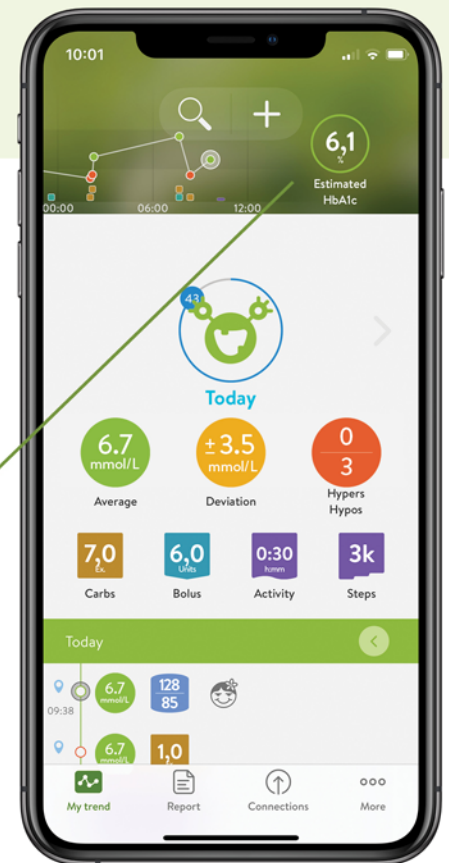 10:01
6,1
%
Estimated
HbA1c
00:00 06:00 12:00
43
Today
6.7
mmol/L
Average
±3.5
mmol/L
Deviation
0
3
Hypers
Hypos
7,0
Ex.
Carbs
6,0
Units
Bolus
0:30
h:mm
Activity
3k
Steps
Today
09:38
6.7
mmol/L
128
85
6.7
mmol/L
1,0
My trend
Report
Connections
More